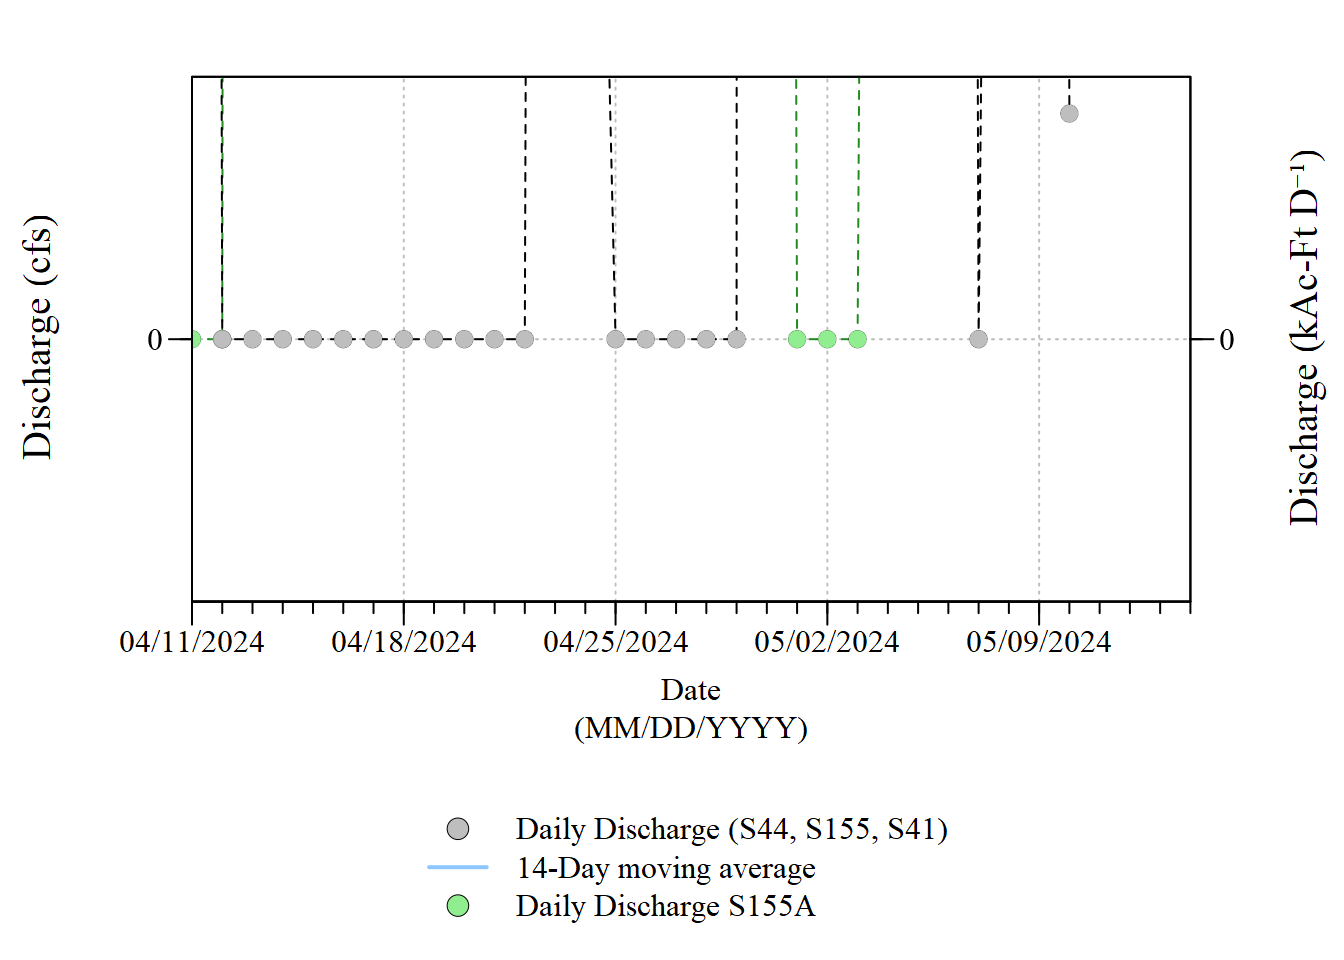 Discharge (cfs)
0
0
Discharge (kAc-Ft D⁻¹)
04/11/2024 04/18/2024 04/25/2024 05/02/2024 05/09/2024
Date
(MM/DD/YYYY)
Daily Discharge (S44, S155, S41)
14-Day moving average
Daily Discharge S155A